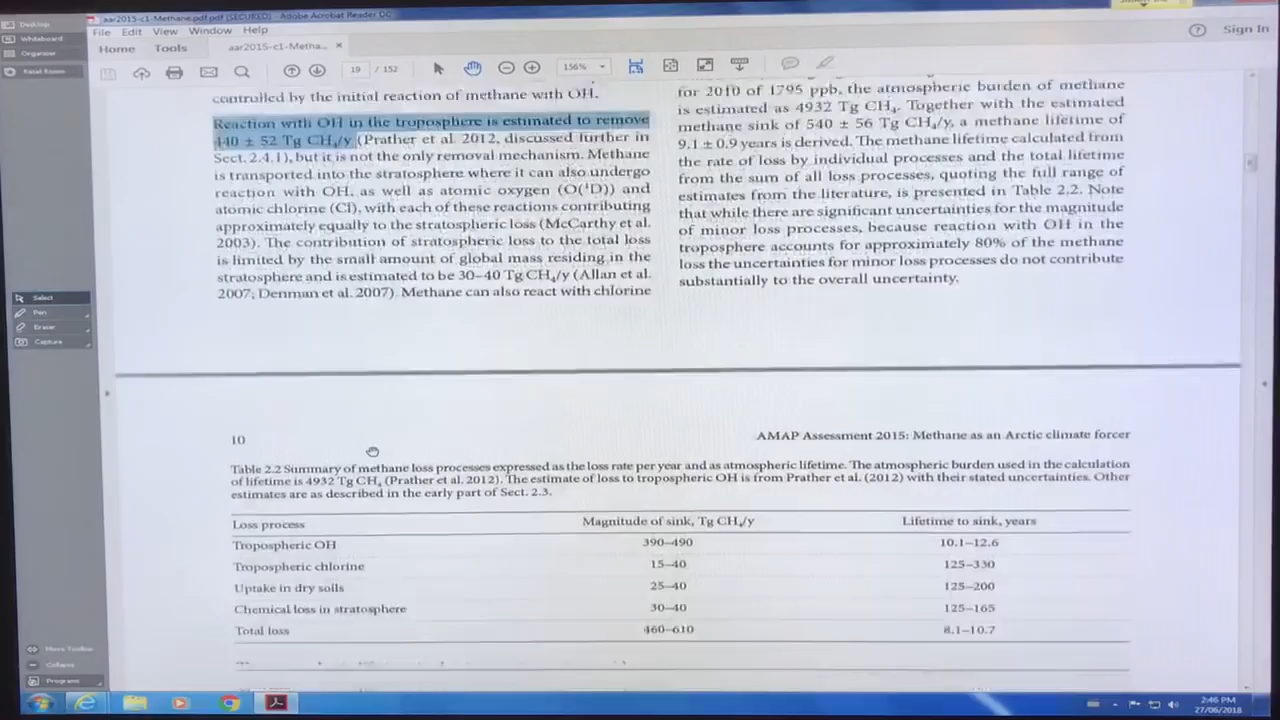 aar2015-c1-Methane.pdf.pdf (SECURED) - Adobe Acrobat Reader DC
Desktop
Whiteboard
Organiser
Reset Room
File Edit View Window Help
Home Tools aar2015-c1-Metha... ×
Sign In
19 / 152
156%
controlled by the initial reaction of methane with OH.
Reaction with OH in the troposphere is estimated to remove
440 ± 52 Tg CH₄/y (Prather et al. 2012, discussed further in
Sect. 2.4.1), but it is not the only removal mechanism. Methane
is transported into the stratosphere where it can also undergo
reaction with OH, as well as atomic oxygen (O(¹D)) and
atomic chlorine (Cl), with each of these reactions contributing
approximately equally to the stratospheric loss (McCarthy et al.
2003). The contribution of stratospheric loss to the total loss
is limited by the small amount of global mass residing in the
stratosphere and is estimated to be 30–40 Tg CH₄/y (Allan et al.
2007; Denman et al. 2007). Methane can also react with chlorine
for 2010 of 1795 ppb, the atmospheric burden of methane
is estimated as 4932 Tg CH₄. Together with the estimated
methane sink of 540 ± 56 Tg CH₄/y, a methane lifetime of
9.1 ± 0.9 years is derived. The methane lifetime calculated from
the rate of loss by individual processes and the total lifetime
from the sum of all loss processes, quoting the full range of
estimates from the literature, is presented in Table 2.2. Note
that while there are significant uncertainties for the magnitude
of minor loss processes, because reaction with OH in the
troposphere accounts for approximately 80% of the methane
loss the uncertainties for minor loss processes do not contribute
substantially to the overall uncertainty.
Select
Pen
Eraser
Capture
10
AMAP Assessment 2015: Methane as an Arctic climate forcer
Table 2.2 Summary of methane loss processes expressed as the loss rate per year and as atmospheric lifetime. The atmospheric burden used in the calculation
of lifetime is 4932 Tg CH₄ (Prather et al. 2012). The estimate of loss to tropospheric OH is from Prather et al. (2012) with their stated uncertainties. Other
estimates are as described in the early part of Sect. 2.3.
Loss process Magnitude of sink, Tg CH₄/y Lifetime to sink, years
Tropospheric OH 390–490 10.1–12.6
Tropospheric chlorine 15–40 125–330
Uptake in dry soils 25–40 125–200
Chemical loss in stratosphere 30–40 125–165
Total loss 460–610 8.1–10.7
Move Toolbar
Collapse
Programs
2:46 PM
27/06/2018